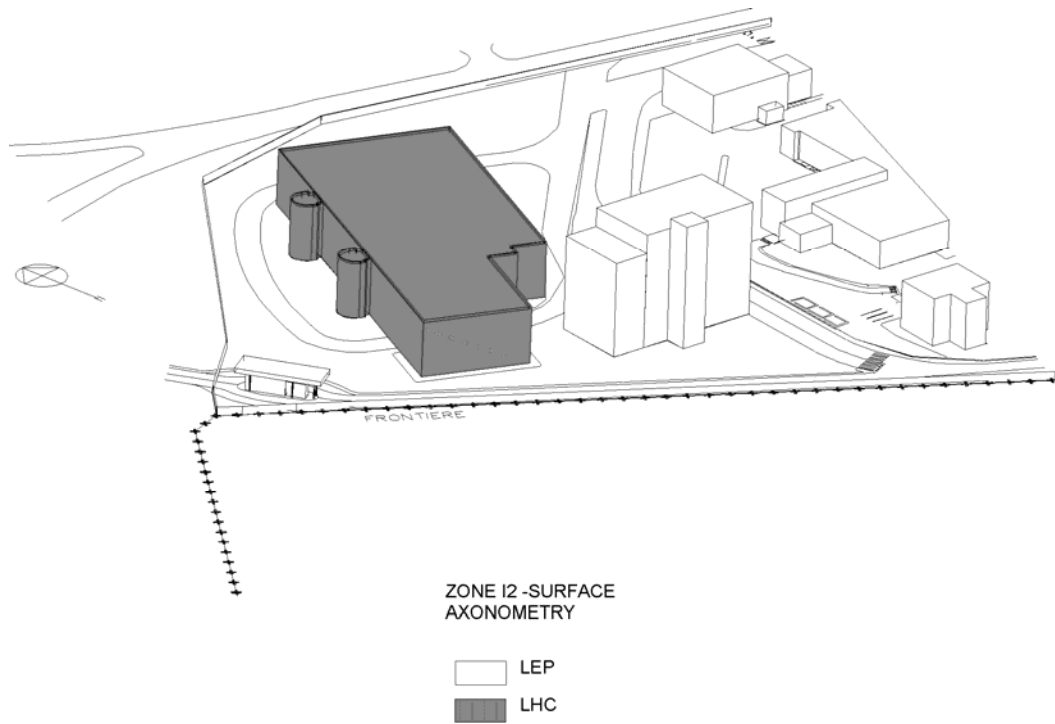 FRONTIERE
ZONE I2 -SURFACE
AXONOMETRY
LEP
LHC